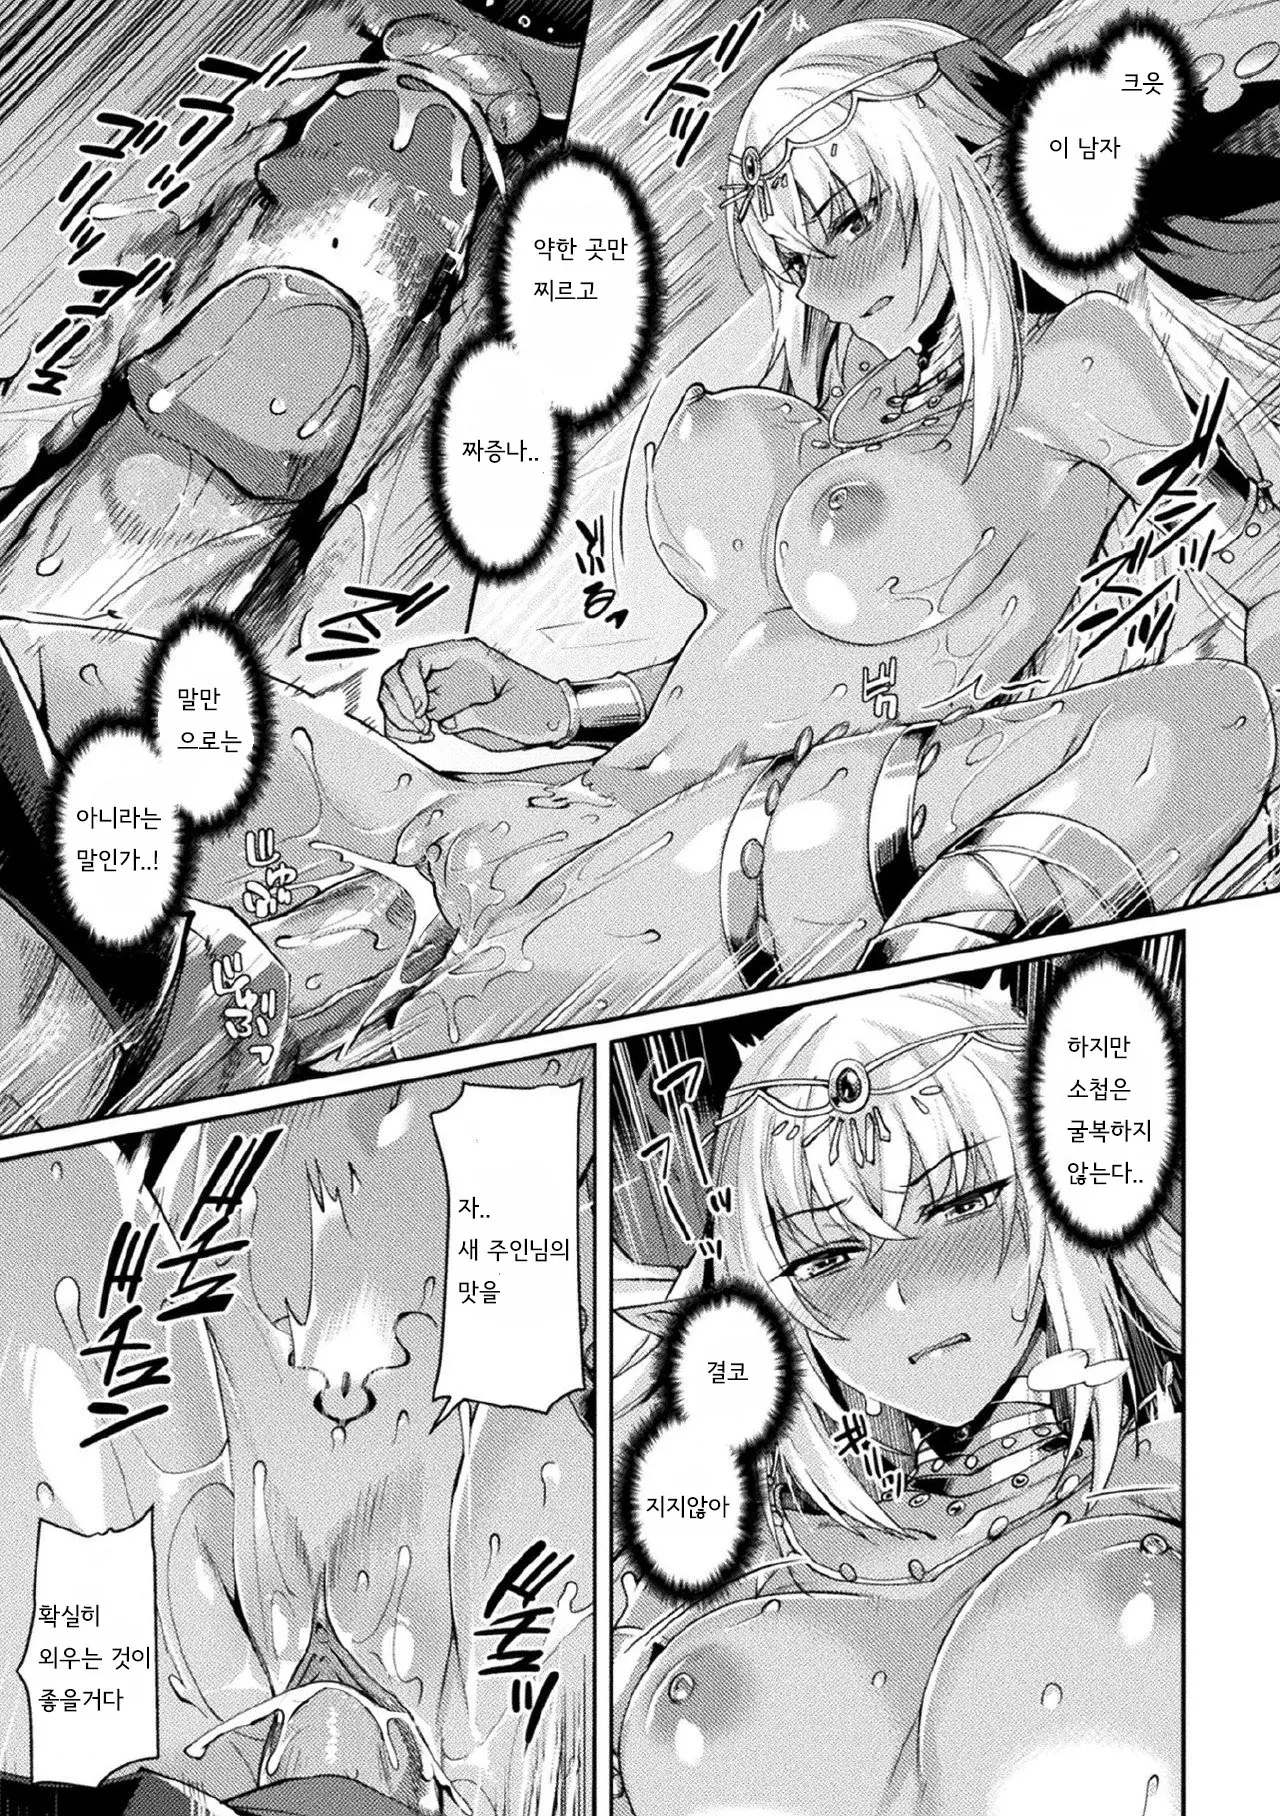 크읏
이 남자
약한 곳만
찌르고
짜증나..
말만
으로는
아니라는
말인가..!
하지만
소첩은
굴복하지
않는다..
결코
지지않아
자..
새 주인님의
맛을
확실히
외우는 것이
좋을거다